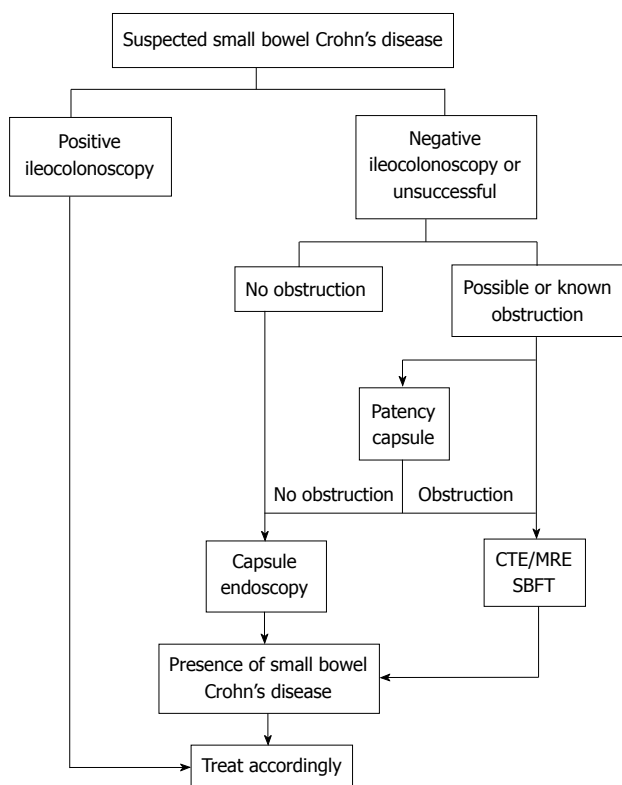 Suspected small bowel Crohn’s disease
Positive
ileocolonoscopy
Negative
ileocolonoscopy or
unsuccessful
No obstruction
Possible or known
obstruction
Patency
capsule
No obstruction
Obstruction
Capsule
endoscopy
CTE/MRE
SBFT
Presence of small bowel
Crohn’s disease
Treat accordingly